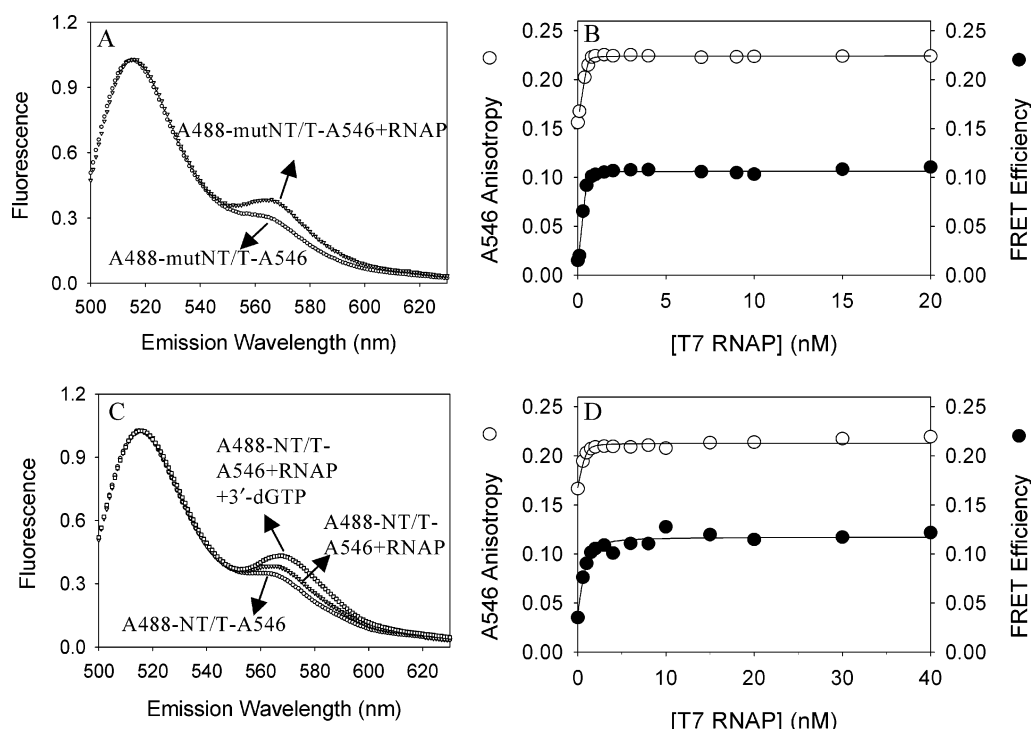 A
1.2
0.9
0.6
0.3
0.0
Fluorescence
A488-mutNT/T-A546+RNAP
A488-mutNT/T-A546
500 520 540 560 580 600 620
Emission Wavelength (nm)
B
0.25
0.20
0.15
0.10
0.05
0.00
A546 Anisotropy
0.25
0.20
0.15
0.10
0.05
0.00
FRET Efficiency
0 5 10 15 20
[T7 RNAP] (nM)
C
1.2
0.9
0.6
0.3
0.0
Fluorescence
A488-NT/T-
A546+RNAP
+3′-dGTP
A488-NT/T-
A546+RNAP
A488-NT/T-A546
500 520 540 560 580 600 620
Emission Wavelength (nm)
D
0.25
0.20
0.15
0.10
0.05
0.00
A546 Anisotropy
0.25
0.20
0.15
0.10
0.05
0.00
FRET Efficiency
0 10 20 30 40
[T7 RNAP] (nM)